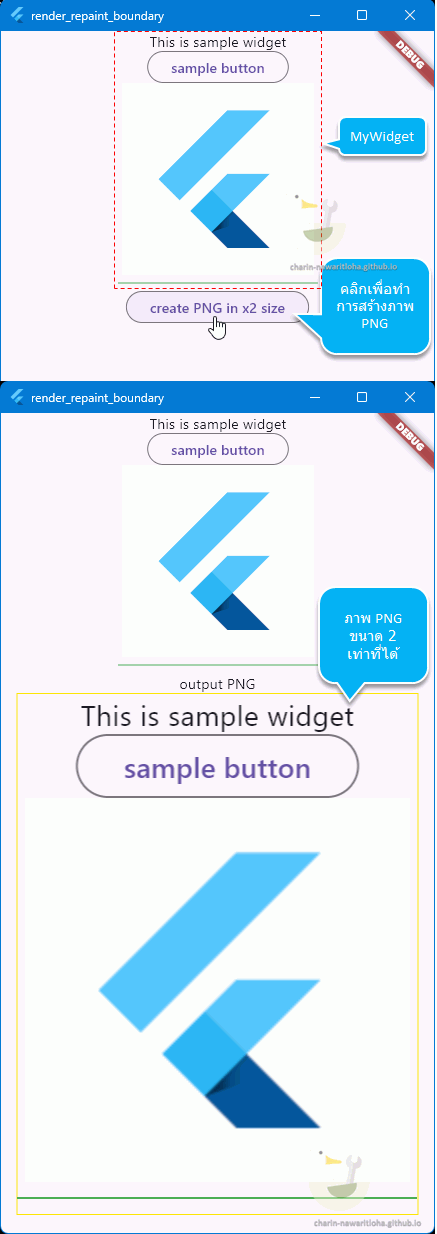 render_repaint_boundary
DEBUG
This is sample widget
sample button
MyWidget
charin-nawaritloha.github.io
คลิกเพื่อทำ
การสร้างภาพ
PNG
create PNG in x2 size
render_repaint_boundary
DEBUG
This is sample widget
sample button
ภาพ PNG
ขนาด 2
เท่าที่ได้
output PNG
This is sample widget
sample button
charin-nawaritloha.github.io